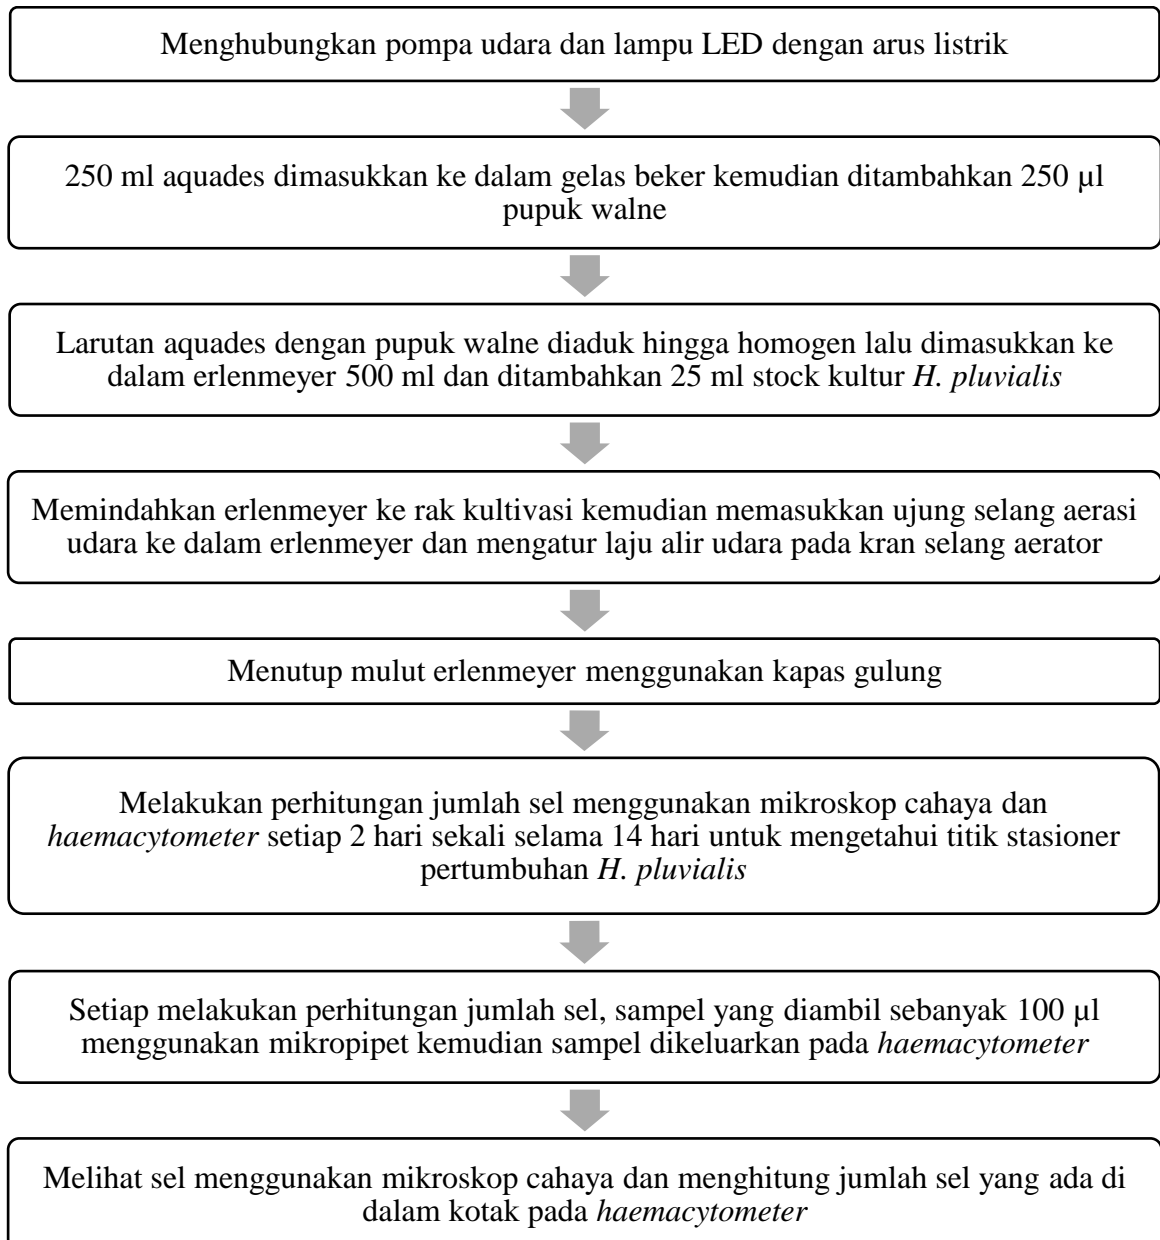 Menghubungkan pompa udara dan lampu LED dengan arus listrik
250 ml aquades dimasukkan ke dalam gelas beker kemudian ditambahkan 250 µl
pupuk walne
Larutan aquades dengan pupuk walne diaduk hingga homogen lalu dimasukkan ke
dalam erlenmeyer 500 ml dan ditambahkan 25 ml stock kultur H. pluvialis
Memindahkan erlenmeyer ke rak kultivasi kemudian memasukkan ujung selang aerasi
udara ke dalam erlenmeyer dan mengatur laju alir udara pada kran selang aerator
Menutup mulut erlenmeyer menggunakan kapas gulung
Melakukan perhitungan jumlah sel menggunakan mikroskop cahaya dan
haemacytometer setiap 2 hari sekali selama 14 hari untuk mengetahui titik stasioner
pertumbuhan H. pluvialis
Setiap melakukan perhitungan jumlah sel, sampel yang diambil sebanyak 100 µl
menggunakan mikropipet kemudian sampel dikeluarkan pada haemacytometer
Melihat sel menggunakan mikroskop cahaya dan menghitung jumlah sel yang ada di
dalam kotak pada haemacytometer